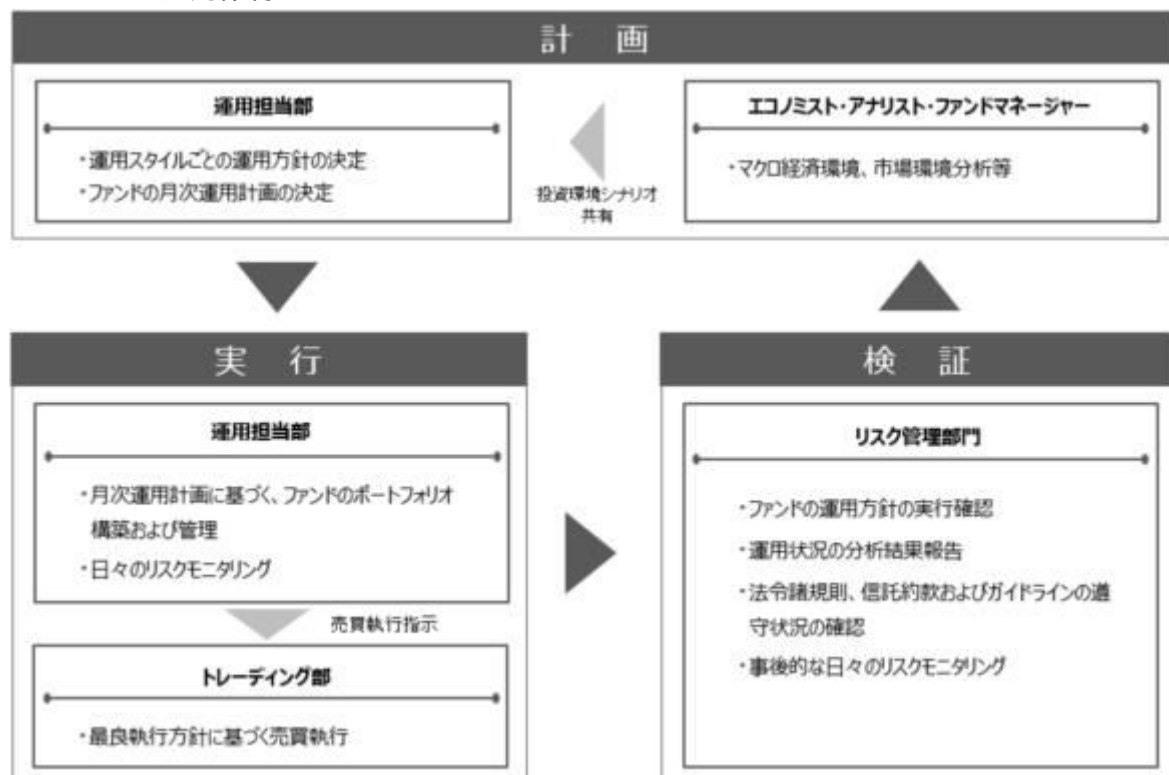 計 画
運用担当部
・運用スタイルごとの運用方針の決定
・ファンドの月次運用計画の決定
投資環境シナリオ
共有
エコノミスト・アナリスト・ファンドマネージャー
・マクロ経済環境、市場環境分析等
実 行
運用担当部
・月次運用計画に基づく、ファンドのポートフォリオ
構築および管理
・日々のリスクモニタリング
売買執行指示
トレーディング部
・最良執行方針に基づく売買執行
検 証
リスク管理部門
・ファンドの運用方針の実行確認
・運用状況の分析結果報告
・法令諸規則、信託約款およびガイドラインの遵
守状況の確認
・事後的な日々のリスクモニタリング